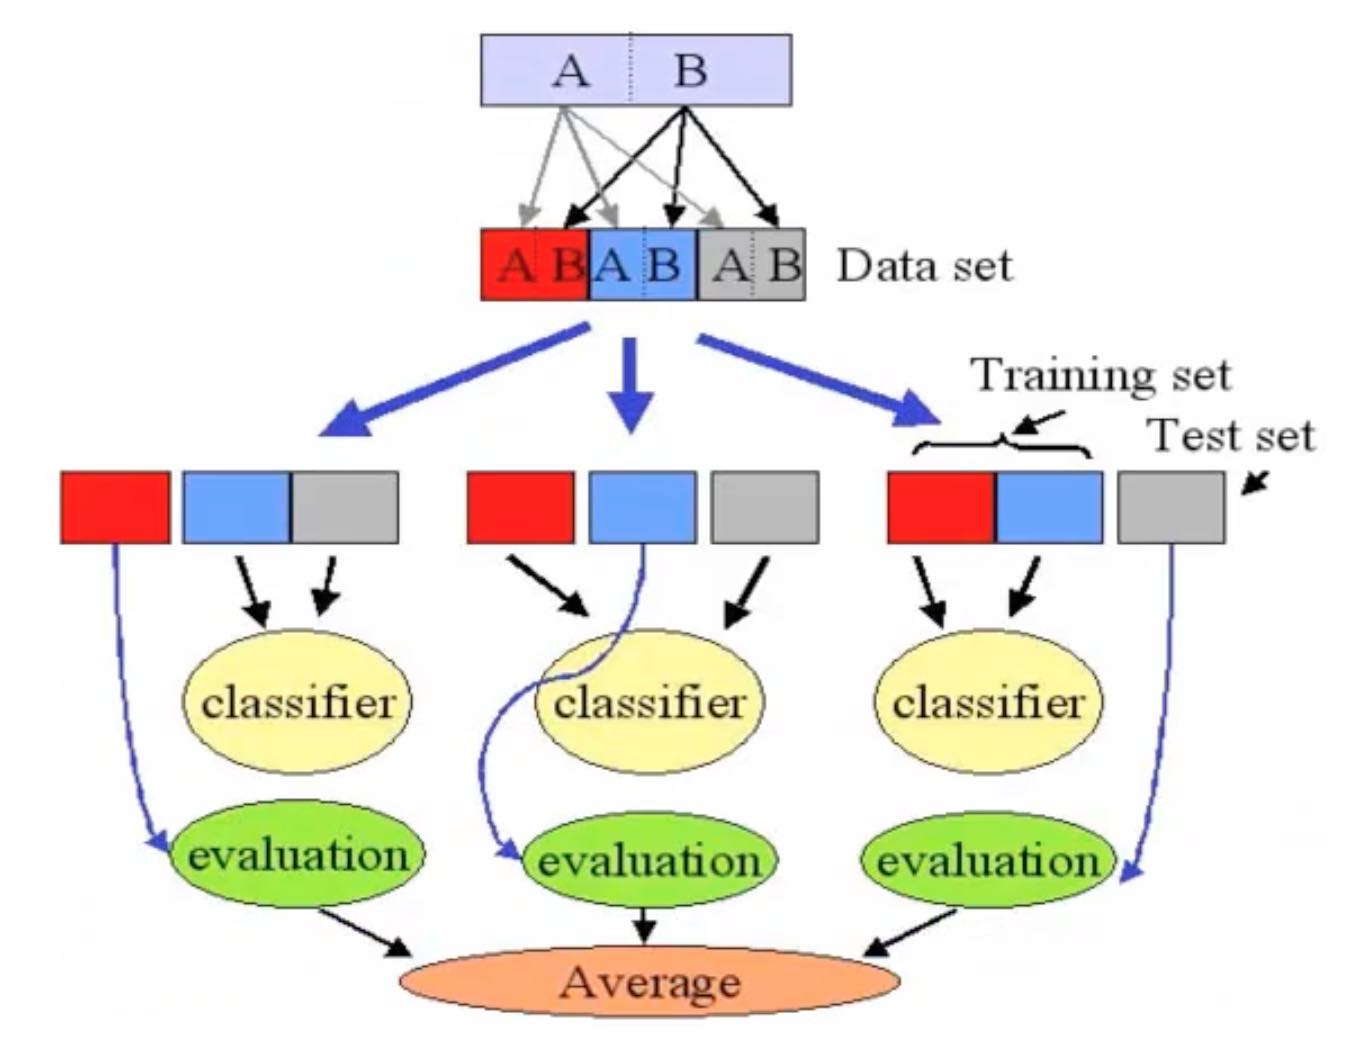 A B
A B A B A B Data set
Training set
Test set
classifier classifier classifier
evaluation evaluation evaluation
Average